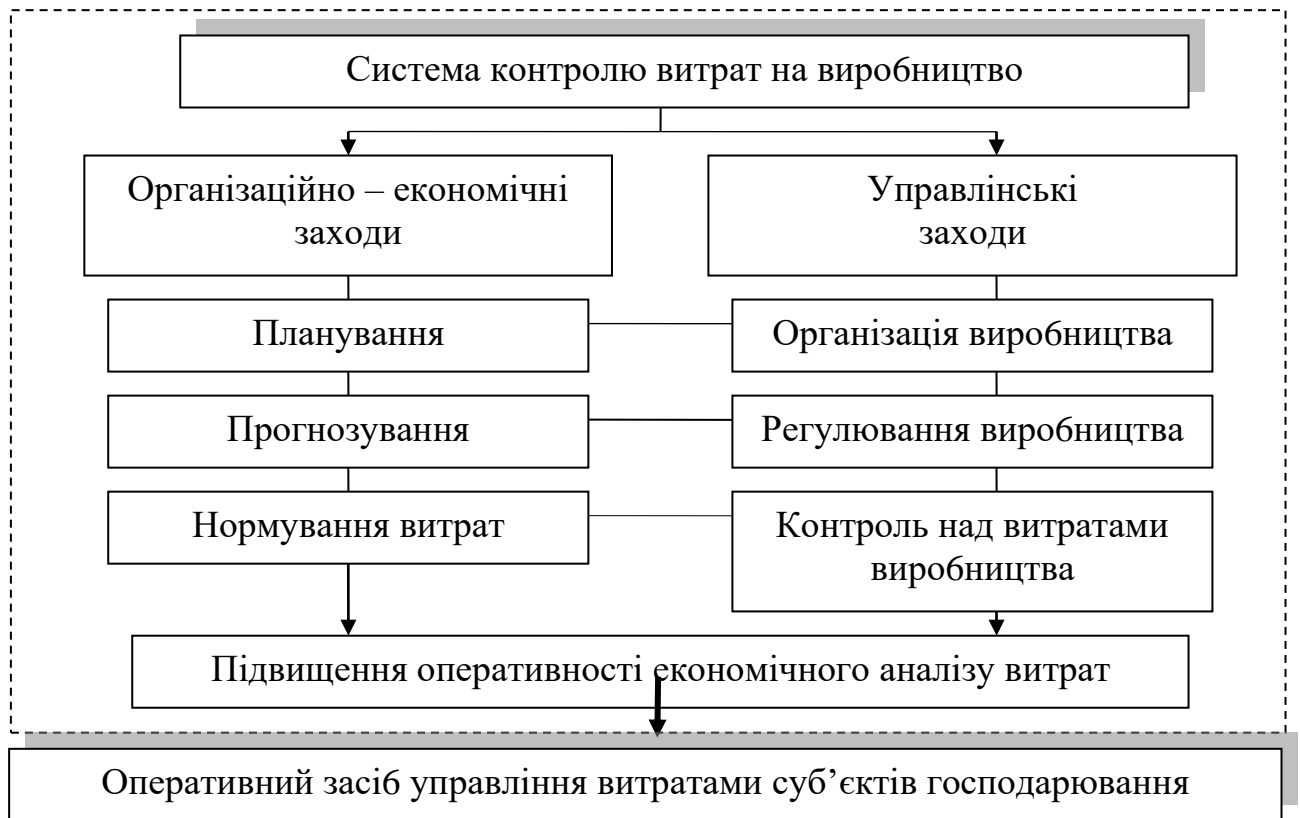 Система контролю витрат на виробництво
Організаційно – економічні
заходи
Управлінські
заходи
Планування
Організація виробництва
Прогнозування
Регулювання виробництва
Нормування витрат
Контроль над витратами
виробництва
Підвищення оперативності економічного аналізу витрат
Оперативний засіб управління витратами суб’єктів господарювання